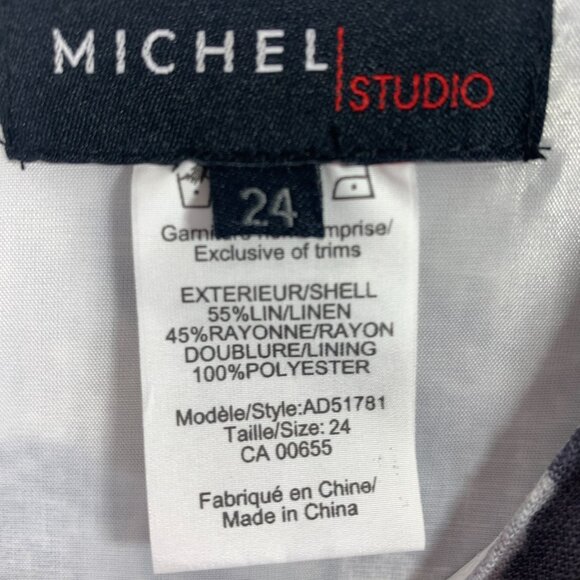 MICHEL
STUDIO
24
Exclusive of trims
EXTERIEUR/SHELL
55%LIN/LINEN
45%RAYONNE/RAYON
DOUBLURE/LINING
100%POLYESTER
Modèle/Style:AD51781
Taille/Size: 24
CA 00655
Fabriqué en Chine/
Made in China